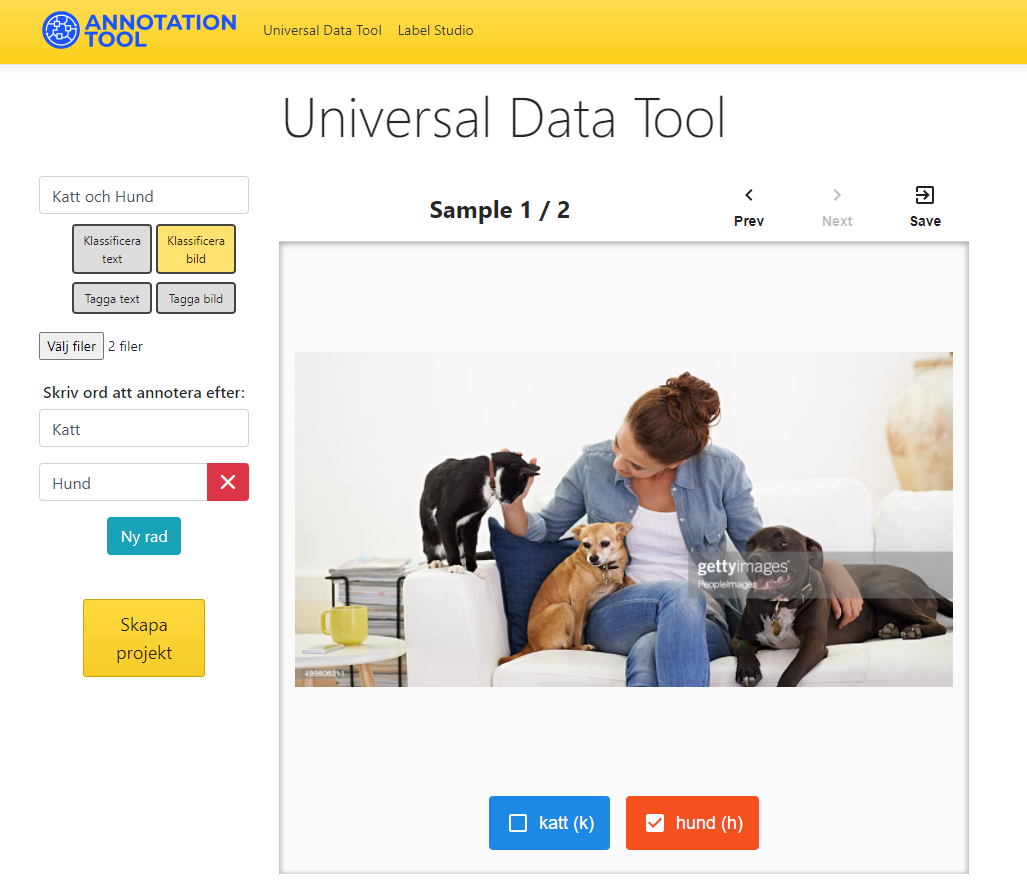 ANNOTATION
TOOL
Universal Data Tool
Label Studio
Universal Data Tool
Katt och Hund
Klassificera
text
Klassificera
bild
Tagga text
Tagga bild
Välj filer
2 filer
Skriv ord att annotera efter:
Katt
Hund
Ny rad
Skapa
projekt
Sample 1 / 2
Prev
Next
Save
gettyimages®
PeopleImages
499806311
katt (k)
hund (h)